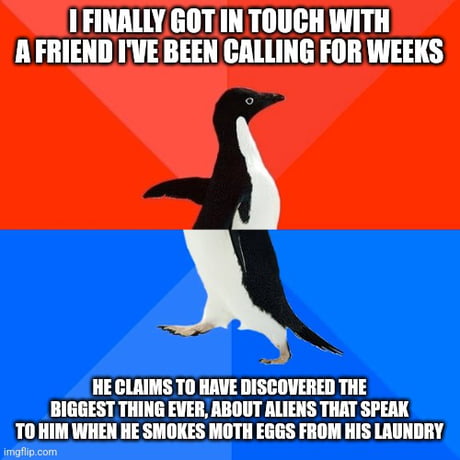 I FINALLY GOT IN TOUCH WITH
A FRIEND I'VE BEEN CALLING FOR WEEKS
HE CLAIMS TO HAVE DISCOVERED THE
BIGGEST THING EVER, ABOUT ALIENS THAT SPEAK
TO HIM WHEN HE SMOKES MOTH EGGS FROM HIS LAUNDRY
imgflip.com